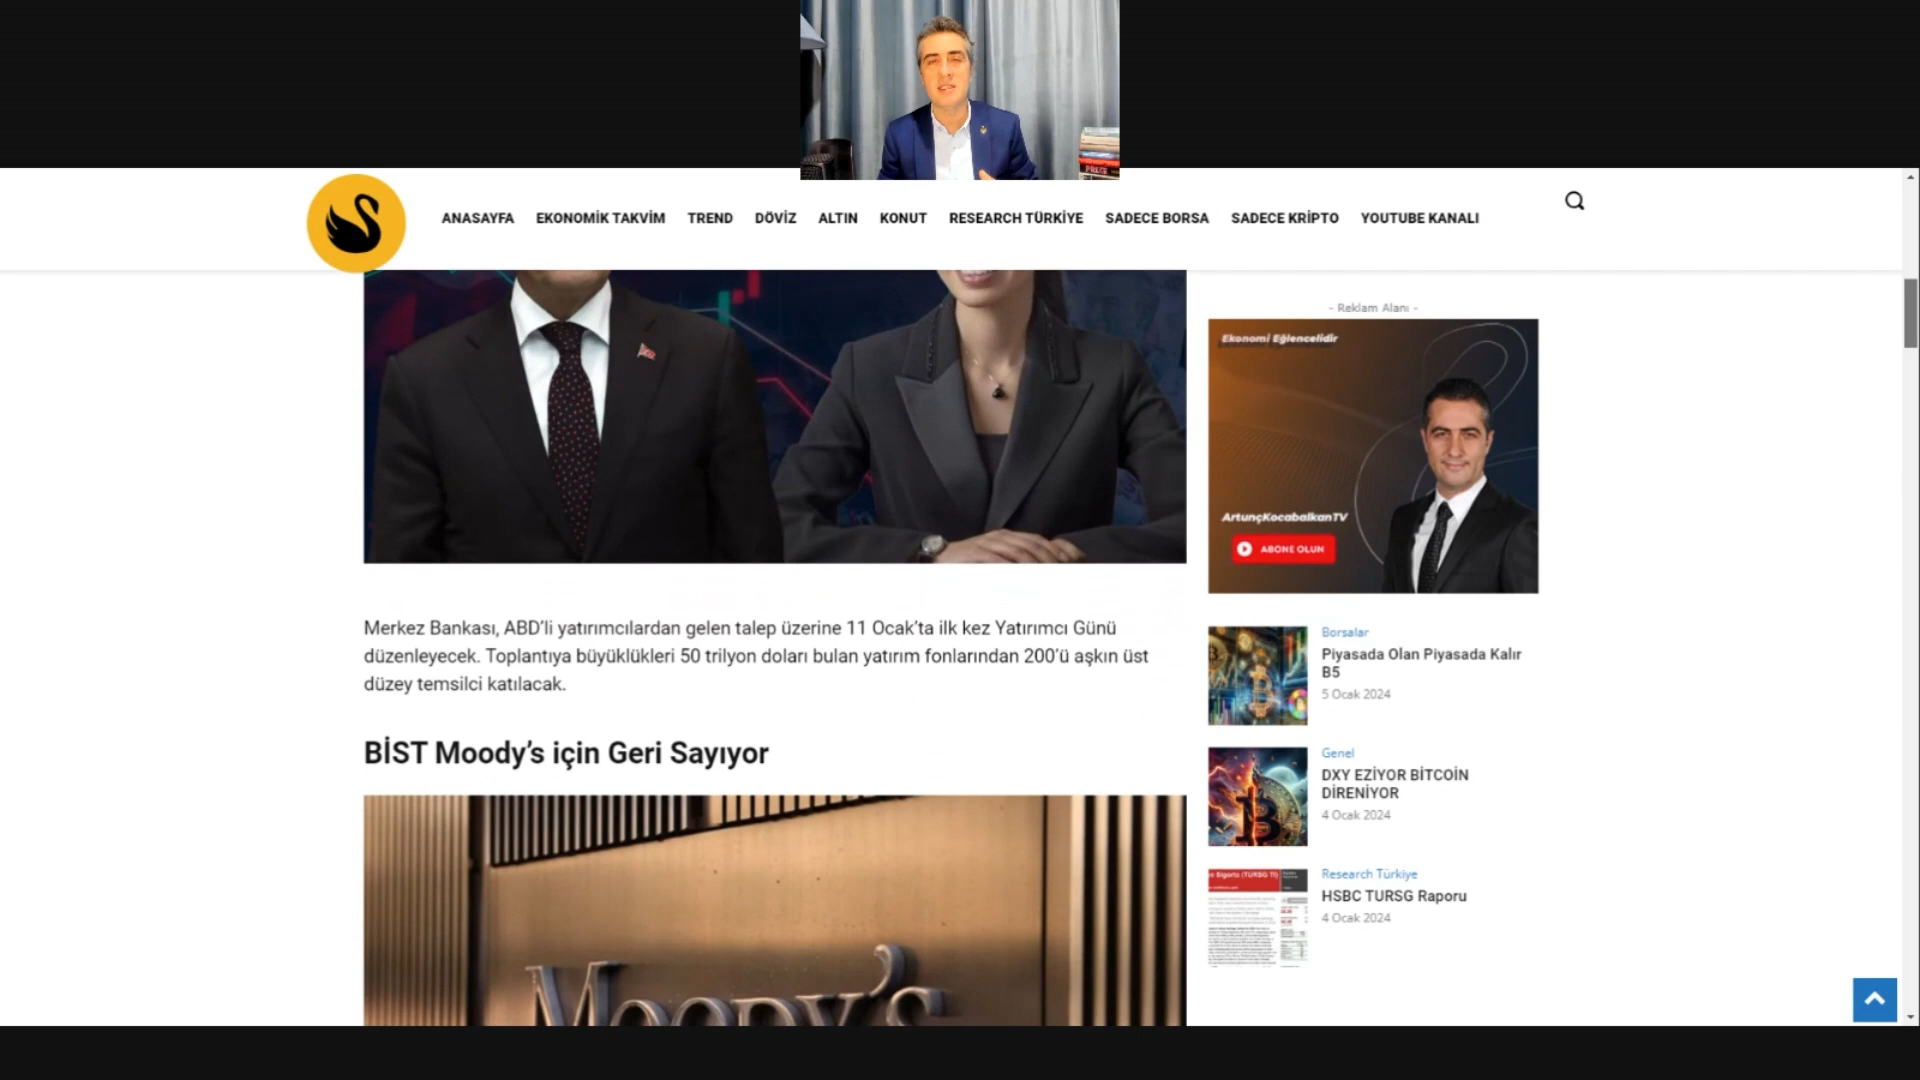 PRICE
ANASAYFA EKONOMİK TAKVİM TREND DÖVİZ ALTIN KONUT RESEARCH TÜRKİYE SADECE BORSA SADECE KRİPTO YOUTUBE KANALI
Merkez Bankası, ABD’li yatırımcılardan gelen talep üzerine 11 Ocak’ta ilk kez Yatırımcı Günü
düzenleyecek. Toplantıya büyüklükleri 50 trilyon doları bulan yatırım fonlarından 200’ü aşkın üst
düzey temsilci katılacak.
BİST Moody’s için Geri Sayıyor
Moody’s
- Reklam Alanı -
Ekonomi Eğlencelidir
ArtunçKocabalkanTV
ABONE OLUN
Borsalar
Piyasada Olan Piyasada Kalır
B5
5 Ocak 2024
Genel
DXY EZİYOR BİTCOİN
DİRENİYOR
4 Ocak 2024
Sigorta (TURSG TI)
Research Türkiye
HSBC TURSG Raporu
4 Ocak 2024